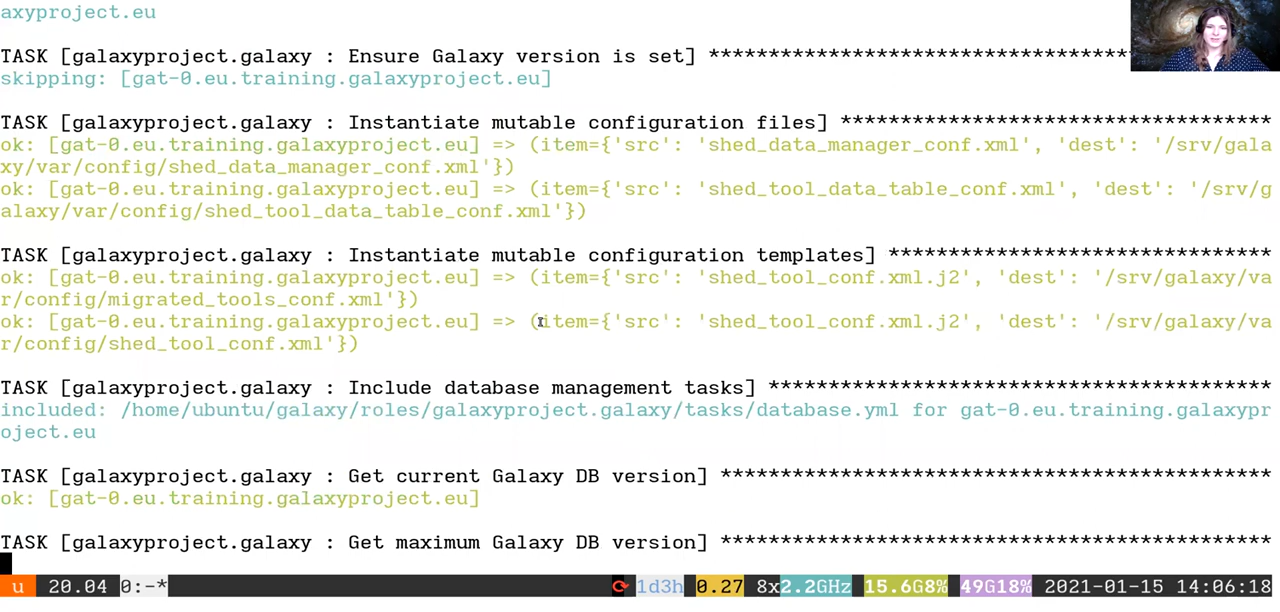 axyproject.eu
TASK [galaxyproject.galaxy : Ensure Galaxy version is set] ***********************************
skipping: [gat-0.eu.training.galaxyproject.eu]
TASK [galaxyproject.galaxy : Instantiate mutable configuration files] ************************************
ok: [gat-0.eu.training.galaxyproject.eu] => (item={'src': 'shed_data_manager_conf.xml', 'dest': '/srv/gala
xy/var/config/shed_data_manager_conf.xml'})
ok: [gat-0.eu.training.galaxyproject.eu] => (item={'src': 'shed_tool_data_table_conf.xml', 'dest': '/srv/g
alaxy/var/config/shed_tool_data_table_conf.xml'})
TASK [galaxyproject.galaxy : Instantiate mutable configuration templates] ********************************
ok: [gat-0.eu.training.galaxyproject.eu] => (item={'src': 'shed_tool_conf.xml.j2', 'dest': '/srv/galaxy/va
r/config/migrated_tools_conf.xml'})
ok: [gat-0.eu.training.galaxyproject.eu] => (item={'src': 'shed_tool_conf.xml.j2', 'dest': '/srv/galaxy/va
r/config/shed_tool_conf.xml'})
TASK [galaxyproject.galaxy : Include database management tasks] ******************************************
included: /home/ubuntu/galaxy/roles/galaxyproject.galaxy/tasks/database.yml for gat-0.eu.training.galaxypr
oject.eu
TASK [galaxyproject.galaxy : Get current Galaxy DB version] **********************************************
ok: [gat-0.eu.training.galaxyproject.eu]
TASK [galaxyproject.galaxy : Get maximum Galaxy DB version] **********************************************
u 20.04 0:-* 1d3h 0.27 8x2.2GHz 15.6G8% 49G18% 2021-01-15 14:06:18